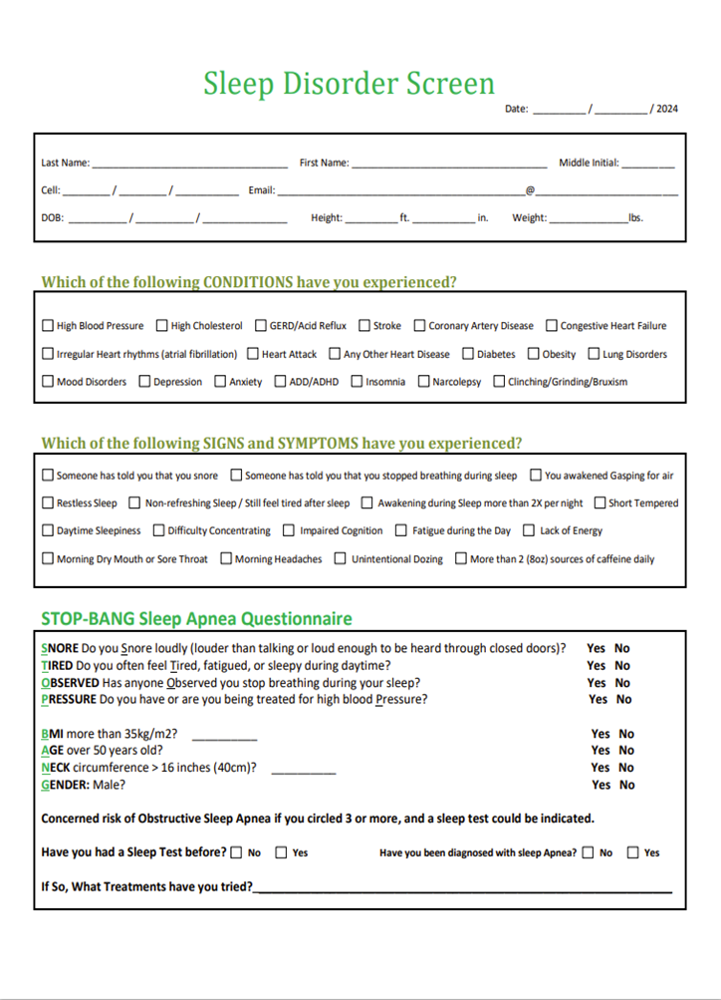 Sleep Disorder Screen
Date: __________ / __________ / 2024
Last Name: ____________________________________ First Name: ____________________________________ Middle Initial: __________
Cell: _________ / _________ / ____________ Email: ______________________________________________@__________________________
DOB: ___________ / ___________ / ________________ Height: __________ ft. ____________ in. Weight: _______________lbs.
Which of the following CONDITIONS have you experienced?
☐ High Blood Pressure ☐ High Cholesterol ☐ GERD/Acid Reflux ☐ Stroke ☐ Coronary Artery Disease ☐ Congestive Heart Failure
☐ Irregular Heart rhythms (atrial fibrillation) ☐ Heart Attack ☐ Any Other Heart Disease ☐ Diabetes ☐ Obesity ☐ Lung Disorders
☐ Mood Disorders ☐ Depression ☐ Anxiety ☐ ADD/ADHD ☐ Insomnia ☐ Narcolepsy ☐ Clinching/Grinding/Bruxism
Which of the following SIGNS and SYMPTOMS have you experienced?
☐ Someone has told you that you snore ☐ Someone has told you that you stopped breathing during sleep ☐ You awakened Gasping for air
☐ Restless Sleep ☐ Non-refreshing Sleep / Still feel tired after sleep ☐ Awakening during Sleep more than 2X per night ☐ Short Tempered
☐ Daytime Sleepiness ☐ Difficulty Concentrating ☐ Impaired Cognition ☐ Fatigue during the Day ☐ Lack of Energy
☐ Morning Dry Mouth or Sore Throat ☐ Morning Headaches ☐ Unintentional Dozing ☐ More than 2 (8oz) sources of caffeine daily
STOP-BANG Sleep Apnea Questionnaire
SNORE Do you Snore loudly (louder than talking or loud enough to be heard through closed doors)? Yes No
TIRED Do you often feel Tired, fatigued, or sleepy during daytime? Yes No
OBSERVED Has anyone Observed you stop breathing during your sleep? Yes No
PRESSURE Do you have or are you being treated for high blood Pressure? Yes No
BMI more than 35kg/m2? __________ Yes No
AGE over 50 years old? Yes No
NECK circumference > 16 inches (40cm)? __________ Yes No
GENDER: Male? Yes No
Concerned risk of Obstructive Sleep Apnea if you circled 3 or more, and a sleep test could be indicated.
Have you had a Sleep Test before? ☐ No ☐ Yes Have you been diagnosed with sleep Apnea? ☐ No ☐ Yes
If So, What Treatments have you tried?_______________________________________________